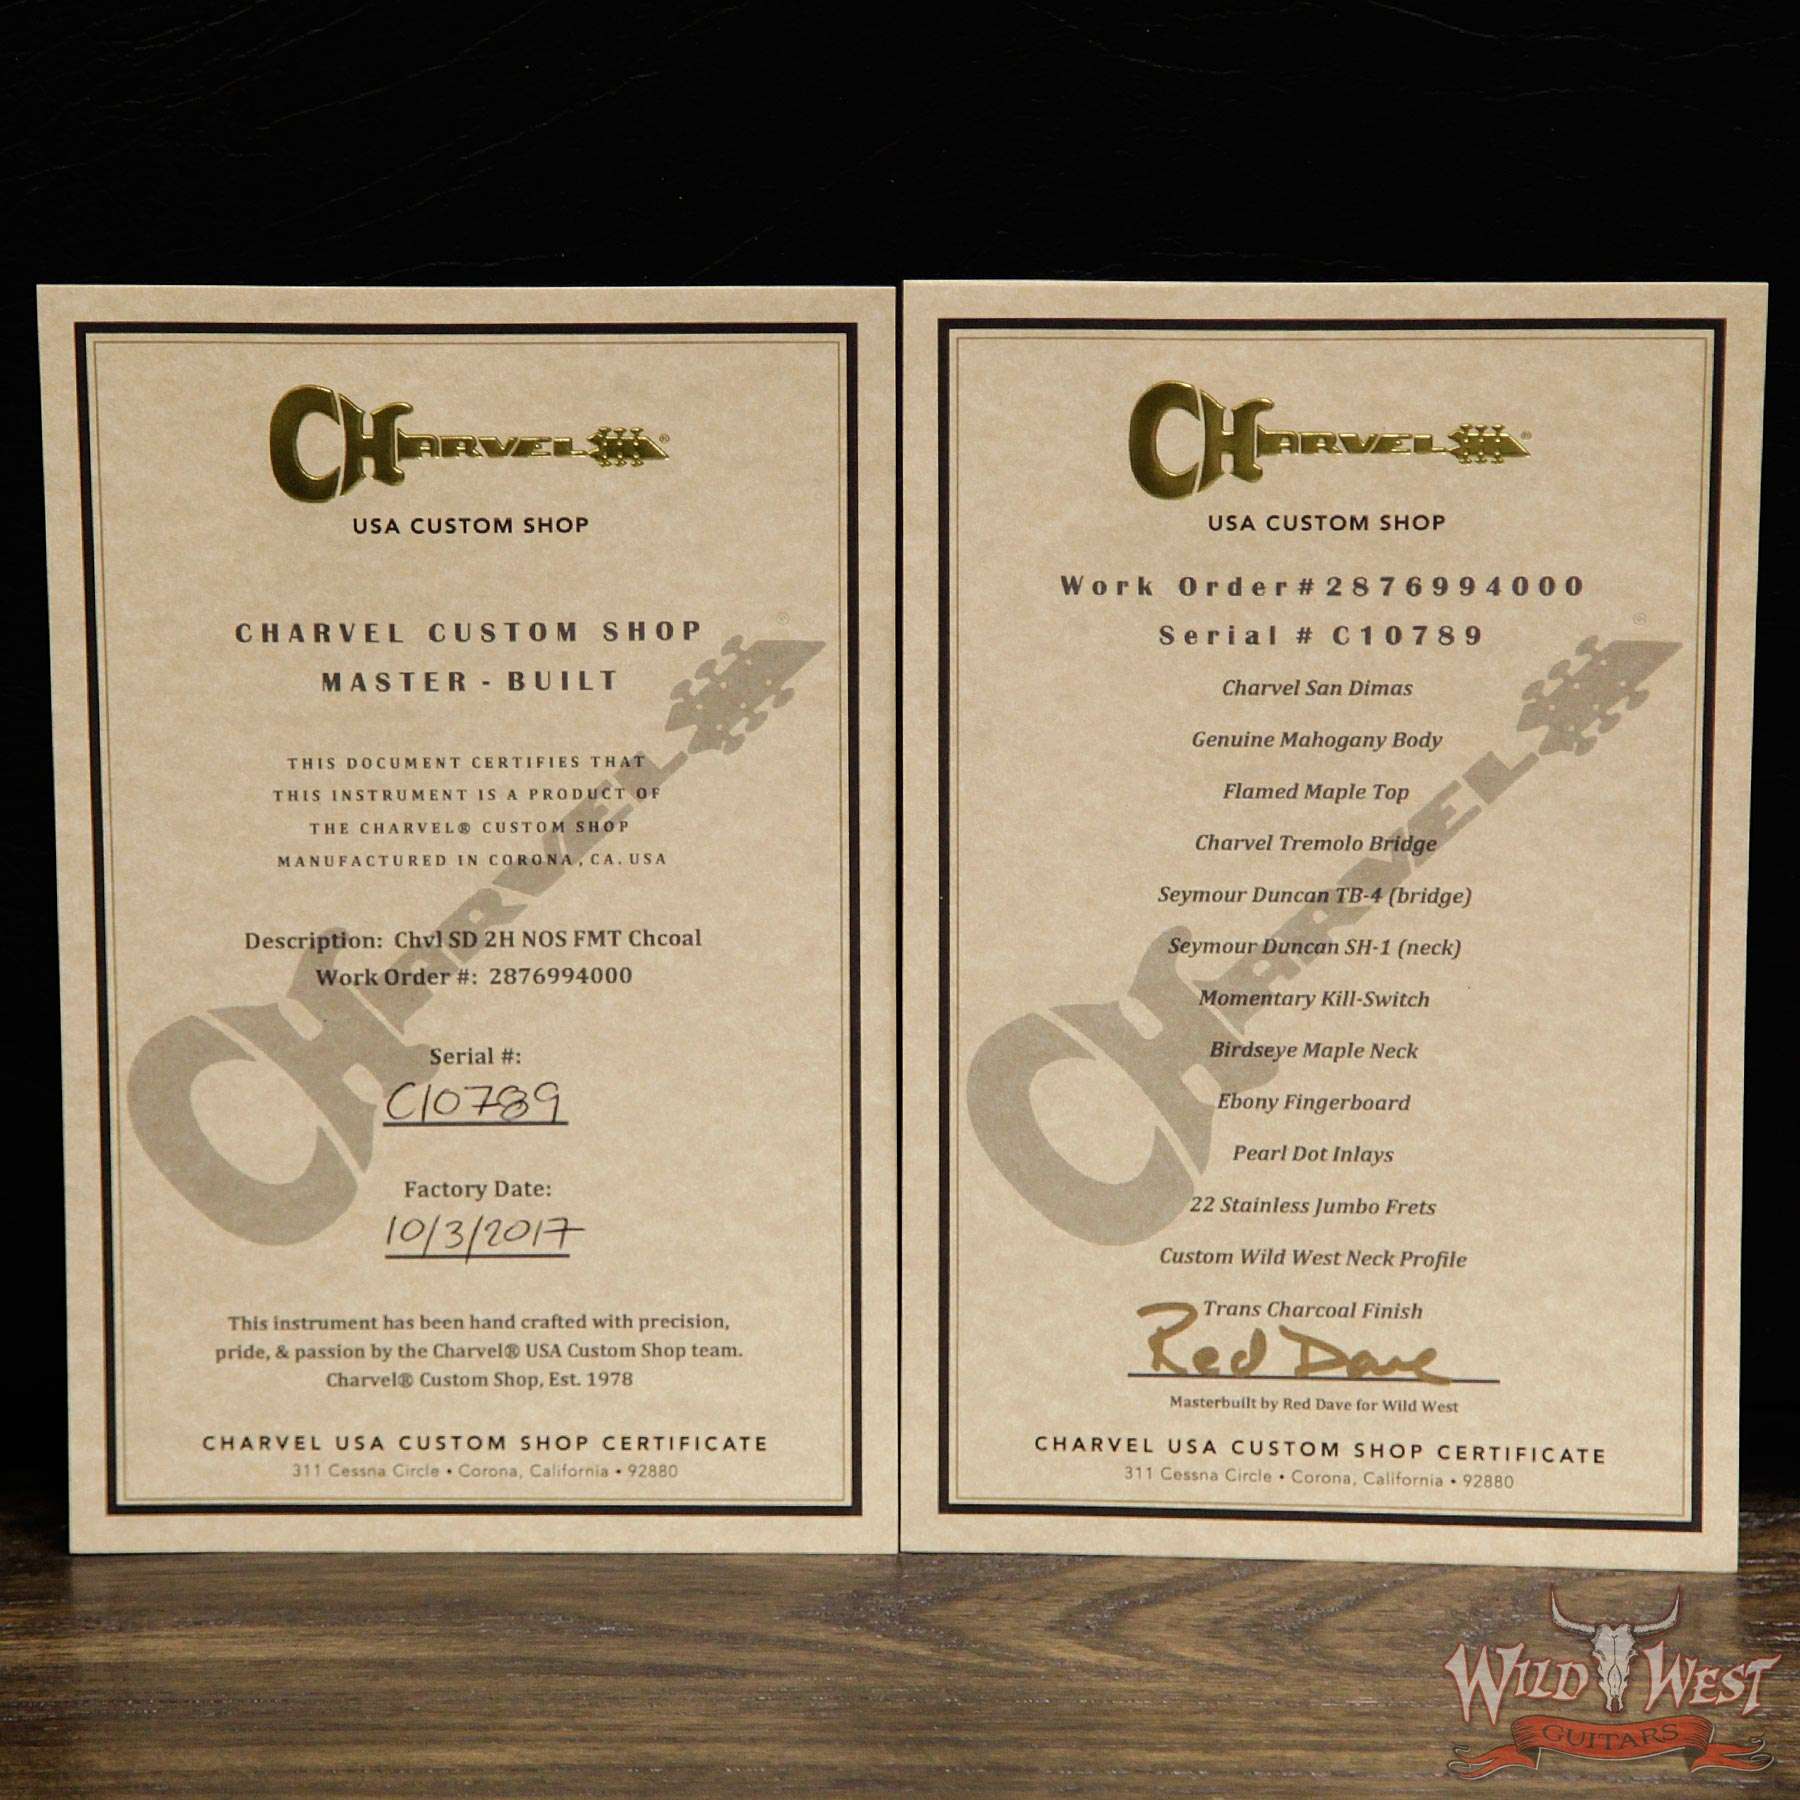 CHARVEL®
USA CUSTOM SHOP
CHARVEL CUSTOM SHOP
MASTER - BUILT
THIS DOCUMENT CERTIFIES THAT
THIS INSTRUMENT IS A PRODUCT OF
THE CHARVEL® CUSTOM SHOP
MANUFACTURED IN CORONA, CA. USA
Description: Chvl SD 2H NOS FMT Chcoal
Work Order #: 2876994000
Serial #:
C10789
Factory Date:
10/3/2017
This instrument has been hand crafted with precision,
pride, & passion by the Charvel® USA Custom Shop team.
Charvel® Custom Shop, Est. 1978
CHARVEL USA CUSTOM SHOP CERTIFICATE
311 Cessna Circle • Corona, California • 92880
CHARVEL®
CHARVEL®
USA CUSTOM SHOP
Work Order#2876994000
Serial # C10789
Charvel San Dimas
Genuine Mahogany Body
Flamed Maple Top
Charvel Tremolo Bridge
Seymour Duncan TB-4 (bridge)
Seymour Duncan SH-1 (neck)
Momentary Kill-Switch
Birdseye Maple Neck
Ebony Fingerboard
Pearl Dot Inlays
22 Stainless Jumbo Frets
Custom Wild West Neck Profile
Trans Charcoal Finish
Red Dave
Masterbuilt by Red Dave for Wild West
CHARVEL USA CUSTOM SHOP CERTIFICATE
311 Cessna Circle • Corona, California • 92880
CHARVEL®
WILD WEST
GUITARS